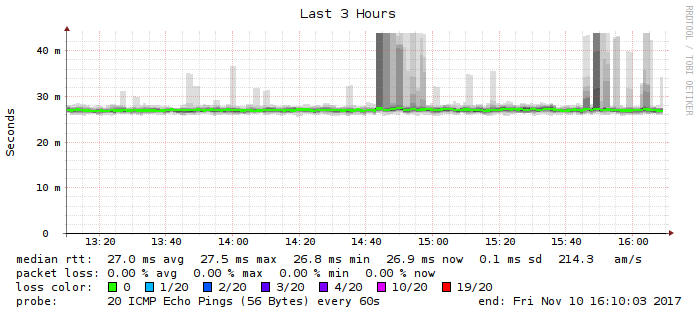 Last 3 Hours
RRDTOOL / TOBI OETIKER
Seconds
40 m
30 m
20 m
10 m
0
13:20 13:40 14:00 14:20 14:40 15:00 15:20 15:40 16:00
median rtt: 27.0 ms avg 27.5 ms max 26.8 ms min 26.9 ms now 0.1 ms sd 214.3 am/s
packet loss: 0.00 % avg 0.00 % max 0.00 % min 0.00 % now
loss color: 0 1/20 2/20 3/20 4/20 10/20 19/20
probe: 20 ICMP Echo Pings (56 Bytes) every 60s end: Fri Nov 10 16:10:03 2017